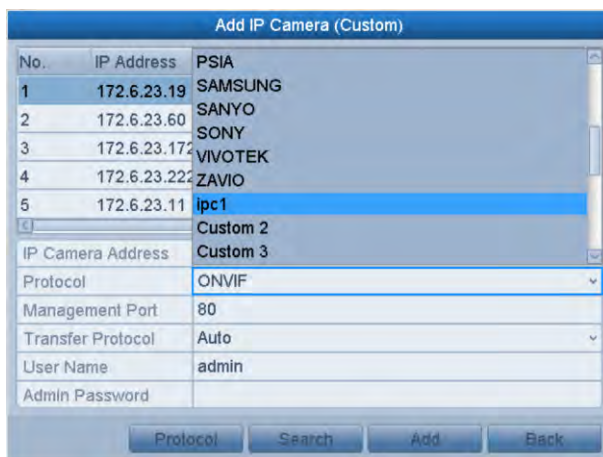 Add IP Camera (Custom)
No. IP Address
1 172.6.23.19
2 172.6.23.60
3 172.6.23.172
4 172.6.23.222
5 172.6.23.11
PSIA
SAMSUNG
SANYO
SONY
VIVOTEK
ZAVIO
ipc1
Custom 2
Custom 3
IP Camera Address
Protocol ONVIF
Management Port 80
Transfer Protocol Auto
User Name admin
Admin Password
Protocol Search Add Back